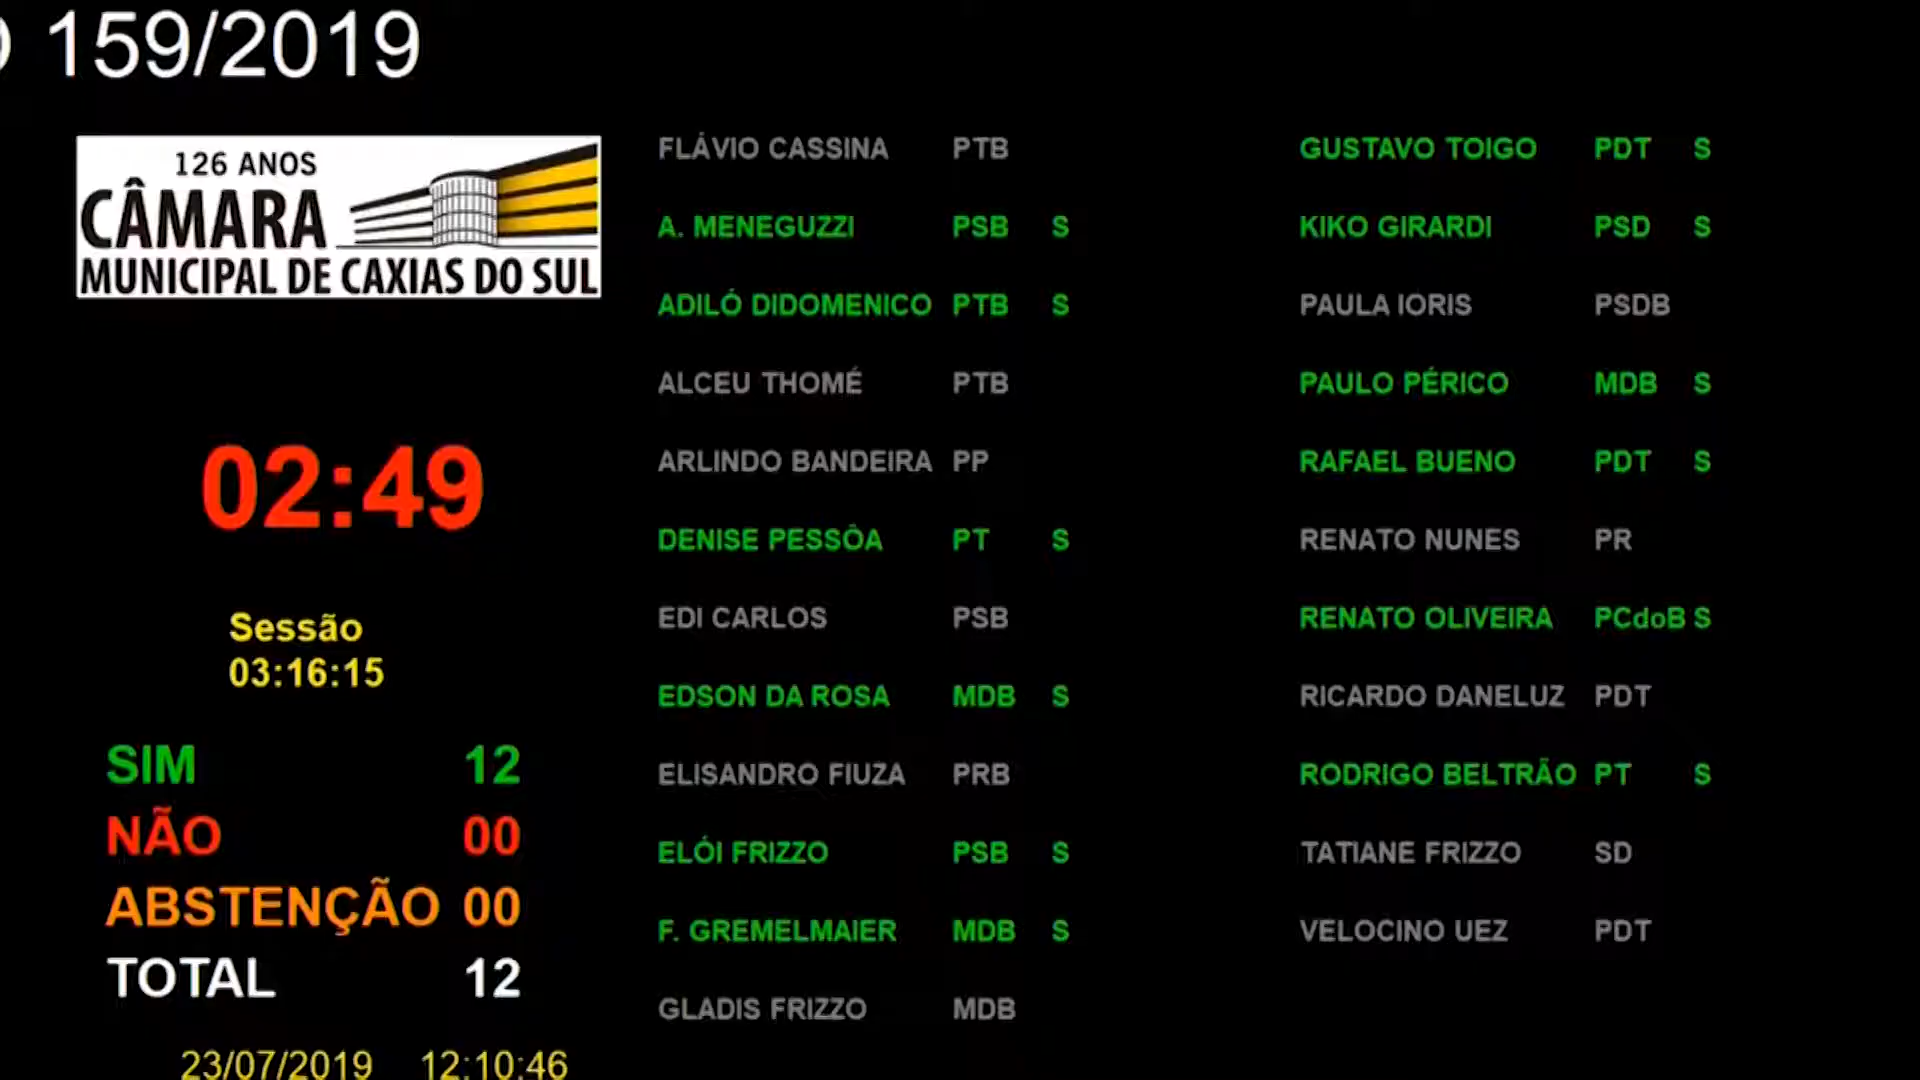 159/2019
126 ANOS
CÂMARA
MUNICIPAL DE CAXIAS DO SUL
02:49
Sessão
03:16:15
SIM 12
NÃO 00
ABSTENÇÃO 00
TOTAL 12
23/07/2019 12:10:46
FLÁVIO CASSINA PTB
A. MENEGUZZI PSB S
ADILÓ DIDOMENICO PTB S
ALCEU THOMÉ PTB
ARLINDO BANDEIRA PP
DENISE PESSÔA PT S
EDI CARLOS PSB
EDSON DA ROSA MDB S
ELISANDRO FIUZA PRB
ELÓI FRIZZO PSB S
F. GREMELMAIER MDB S
GLADIS FRIZZO MDB
GUSTAVO TOIGO PDT S
KIKO GIRARDI PSD S
PAULA IORIS PSDB
PAULO PÉRICO MDB S
RAFAEL BUENO PDT S
RENATO NUNES PR
RENATO OLIVEIRA PCdoB S
RICARDO DANELUZ PDT
RODRIGO BELTRÃO PT S
TATIANE FRIZZO SD
VELOCINO UEZ PDT